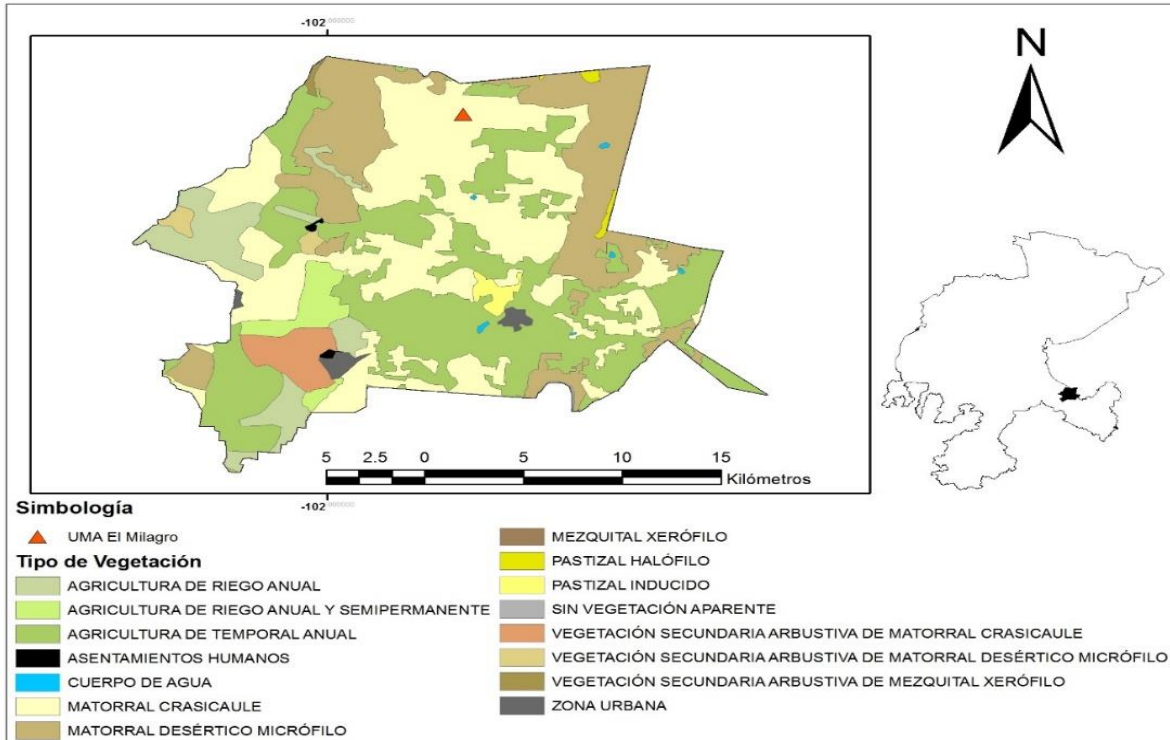 -102.000005
N
5 2.5 0 5 10 15
Kilómetros
-102.000005
Simbología
UMA El Milagro
Tipo de Vegetación
AGRICULTURA DE RIEGO ANUAL
AGRICULTURA DE RIEGO ANUAL Y SEMIPERMANENTE
AGRICULTURA DE TEMPORAL ANUAL
ASENTAMIENTOS HUMANOS
CUERPO DE AGUA
MATORRAL CRASICAULE
MATORRAL DESÉRTICO MICRÓFILO
MEZQUITAL XERÓFILO
PASTIZAL HALÓFILO
PASTIZAL INDUCIDO
SIN VEGETACIÓN APARENTE
VEGETACIÓN SECUNDARIA ARBUSTIVA DE MATORRAL CRASICAULE
VEGETACIÓN SECUNDARIA ARBUSTIVA DE MATORRAL DESÉRTICO MICRÓFILO
VEGETACIÓN SECUNDARIA ARBUSTIVA DE MEZQUITAL XERÓFILO
ZONA URBANA